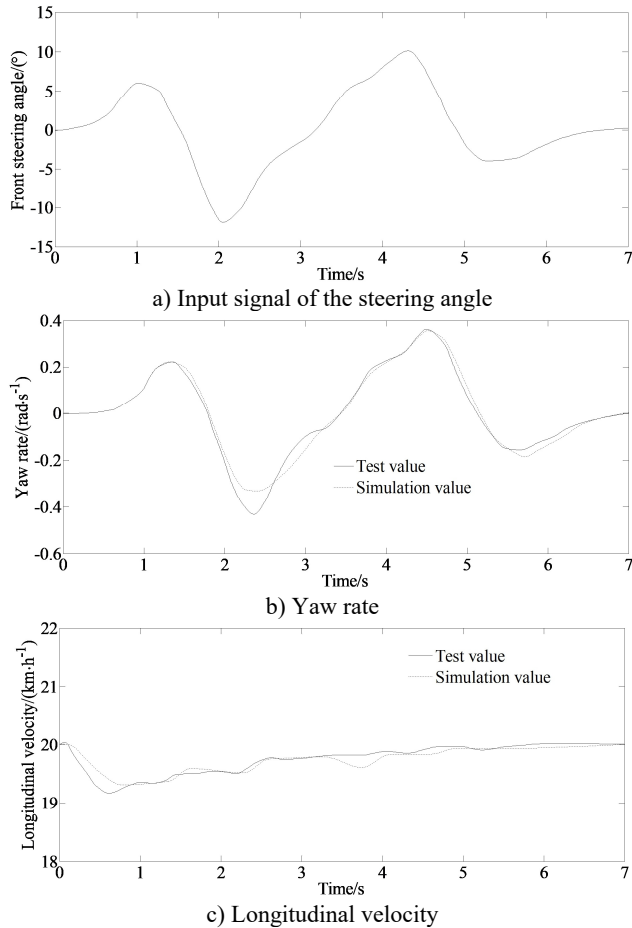 15
10
5
0
-5
-10
-15
Front steering angle/(°)
0 1 2 3 4 5 6 7
Time/s
a) Input signal of the steering angle
0.4
0.2
0
-0.2
-0.4
-0.6
Yaw rate/(rad·s-1)
Test value
Simulation value
0 1 2 3 4 5 6 7
Time/s
b) Yaw rate
22
21
20
19
18
Longitudinal velocity/(km·h-1)
Test value
Simulation value
0 1 2 3 4 5 6 7
Time/s
c) Longitudinal velocity